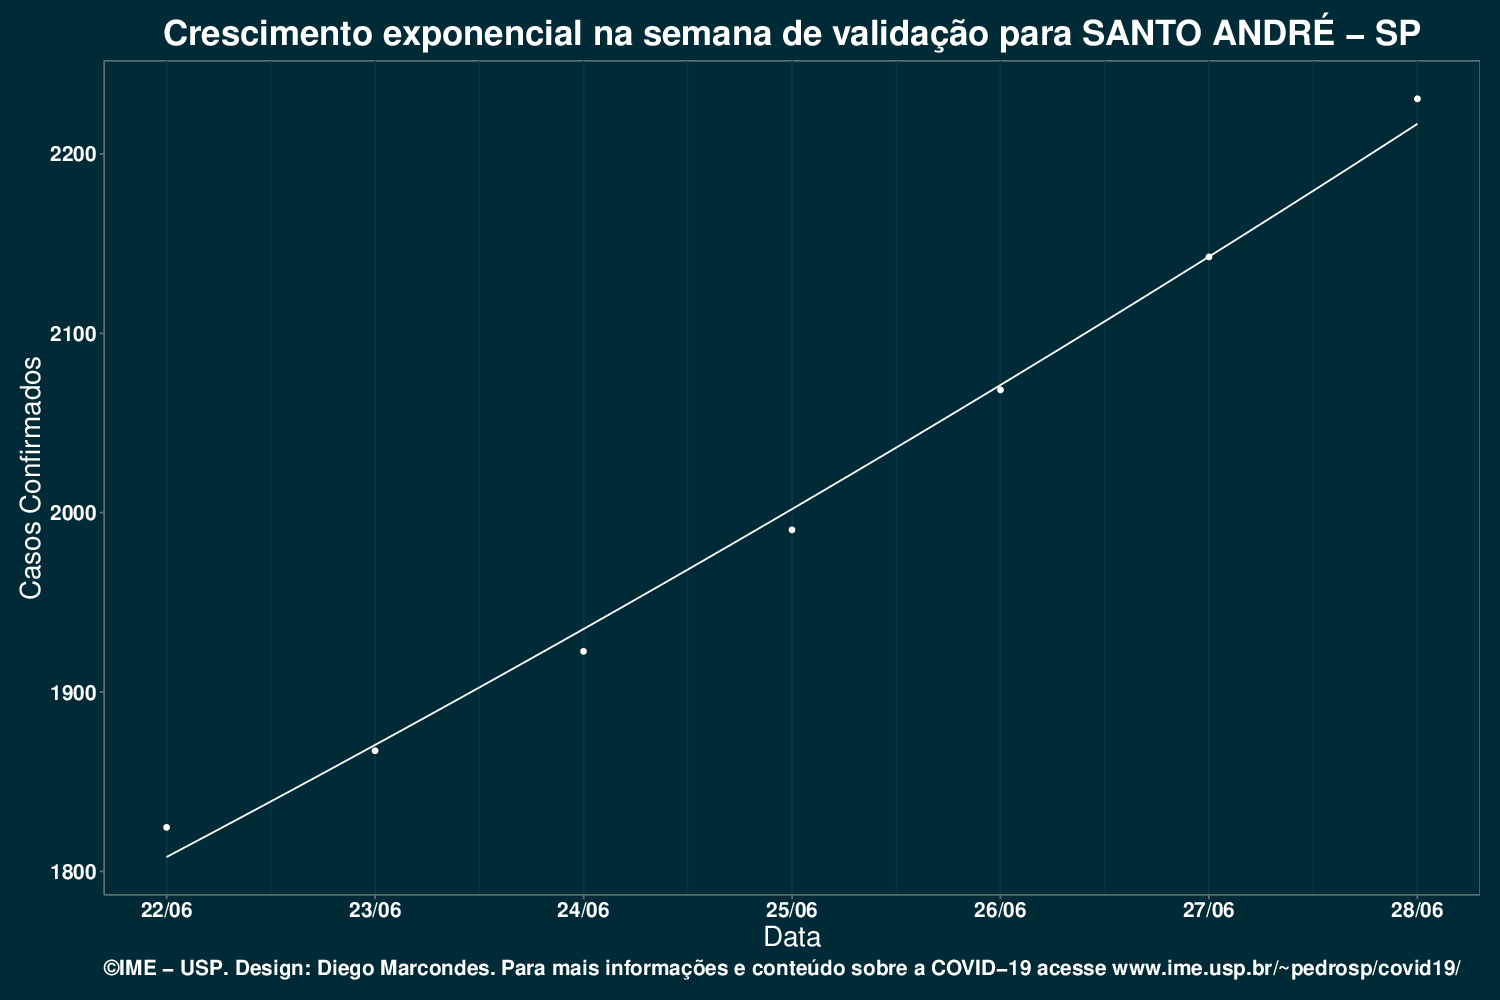 Crescimento exponencial na semana de validação para SANTO ANDRÉ – SP
Casos Confirmados
2200
2100
2000
1900
1800
22/06 23/06 24/06 25/06 26/06 27/06 28/06
Data
©IME – USP. Design: Diego Marcondes. Para mais informações e conteúdo sobre a COVID–19 acesse www.ime.usp.br/~pedrosp/covid19/